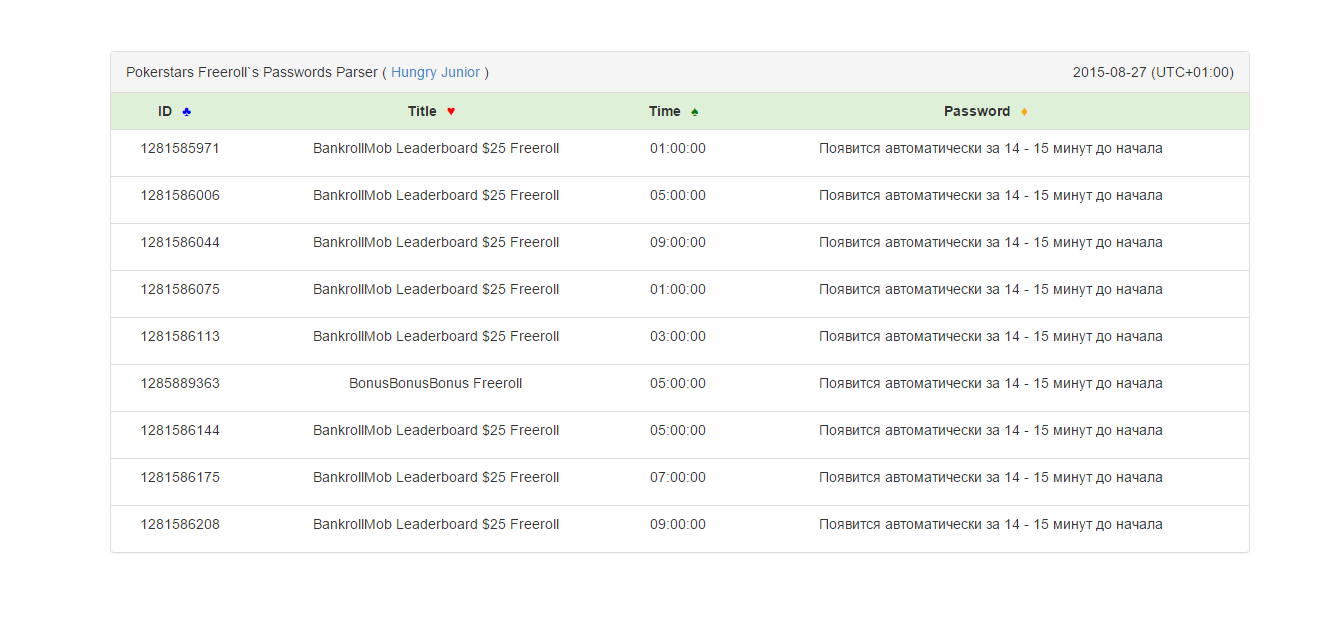 Pokerstars Freeroll`s Passwords Parser ( Hungry Junior ) 2015-08-27 (UTC+01:00)
ID ♣ Title ♥ Time ♠ Password ♦
1281585971 BankrollMob Leaderboard $25 Freeroll 01:00:00 Появится автоматически за 14 - 15 минут до начала
1281586006 BankrollMob Leaderboard $25 Freeroll 05:00:00 Появится автоматически за 14 - 15 минут до начала
1281586044 BankrollMob Leaderboard $25 Freeroll 09:00:00 Появится автоматически за 14 - 15 минут до начала
1281586075 BankrollMob Leaderboard $25 Freeroll 01:00:00 Появится автоматически за 14 - 15 минут до начала
1281586113 BankrollMob Leaderboard $25 Freeroll 03:00:00 Появится автоматически за 14 - 15 минут до начала
1285889363 BonusBonusBonus Freeroll 05:00:00 Появится автоматически за 14 - 15 минут до начала
1281586144 BankrollMob Leaderboard $25 Freeroll 05:00:00 Появится автоматически за 14 - 15 минут до начала
1281586175 BankrollMob Leaderboard $25 Freeroll 07:00:00 Появится автоматически за 14 - 15 минут до начала
1281586208 BankrollMob Leaderboard $25 Freeroll 09:00:00 Появится автоматически за 14 - 15 минут до начала